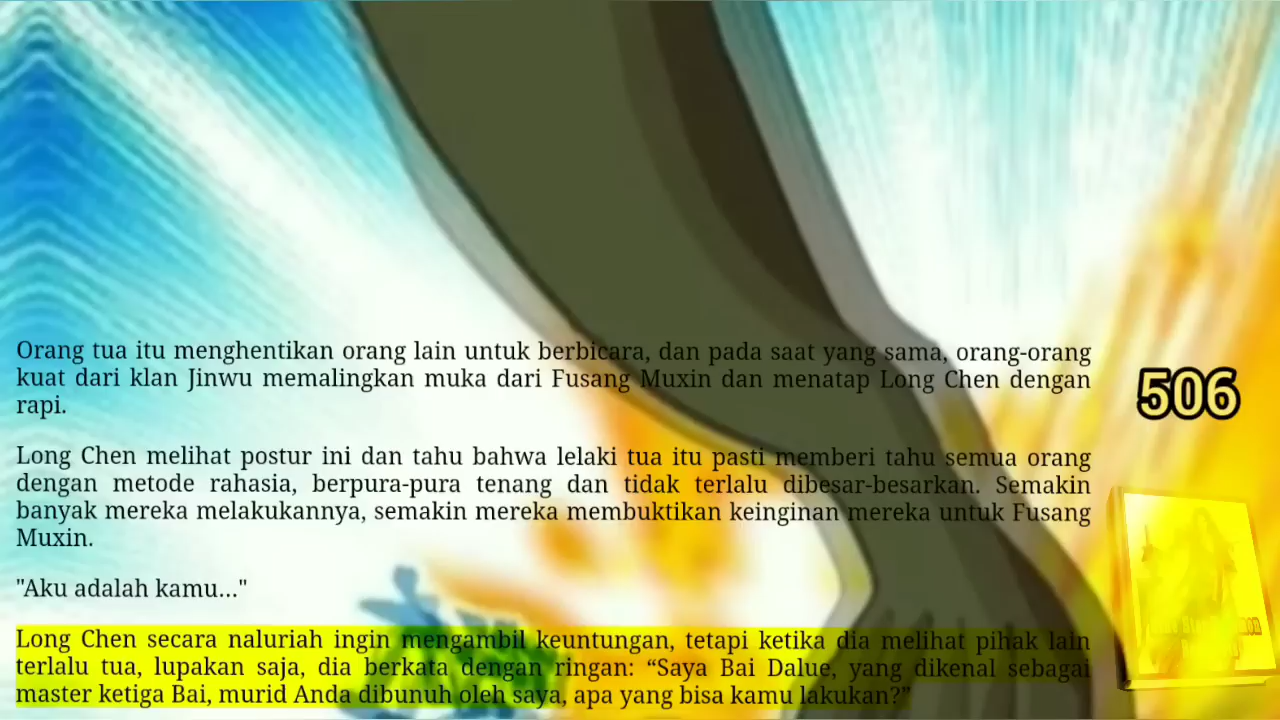 Orang tua itu menghentikan orang lain untuk berbicara, dan pada saat yang sama, orang-orang
kuat dari klan Jinwu memalingkan muka dari Fusang Muxin dan menatap Long Chen dengan
rapi.
506
Long Chen melihat postur ini dan tahu bahwa lelaki tua itu pasti memberi tahu semua orang
dengan metode rahasia, berpura-pura tenang dan tidak terlalu dibesar-besarkan. Semakin
banyak mereka melakukannya, semakin mereka membuktikan keinginan mereka untuk Fusang
Muxin.
"Aku adalah kamu..."
Long Chen secara naluriah ingin mengambil keuntungan, tetapi ketika dia melihat pihak lain
terlalu tua, lupakan saja, dia berkata dengan ringan: “Saya Bai Dalue, yang dikenal sebagai
master ketiga Bai, murid Anda dibunuh oleh saya, apa yang bisa kamu lakukan?”